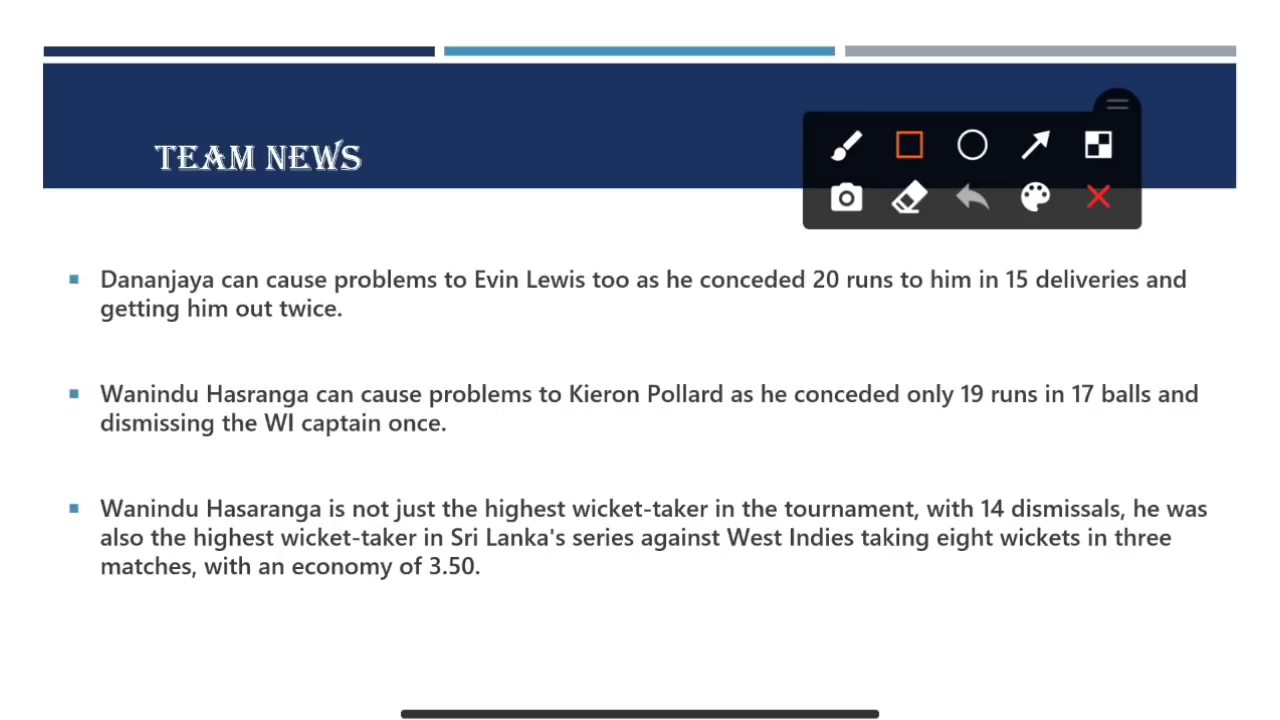 TEAM NEWS
Dananjaya can cause problems to Evin Lewis too as he conceded 20 runs to him in 15 deliveries and
getting him out twice.
Wanindu Hasranga can cause problems to Kieron Pollard as he conceded only 19 runs in 17 balls and
dismissing the WI captain once.
Wanindu Hasaranga is not just the highest wicket-taker in the tournament, with 14 dismissals, he was
also the highest wicket-taker in Sri Lanka's series against West Indies taking eight wickets in three
matches, with an economy of 3.50.